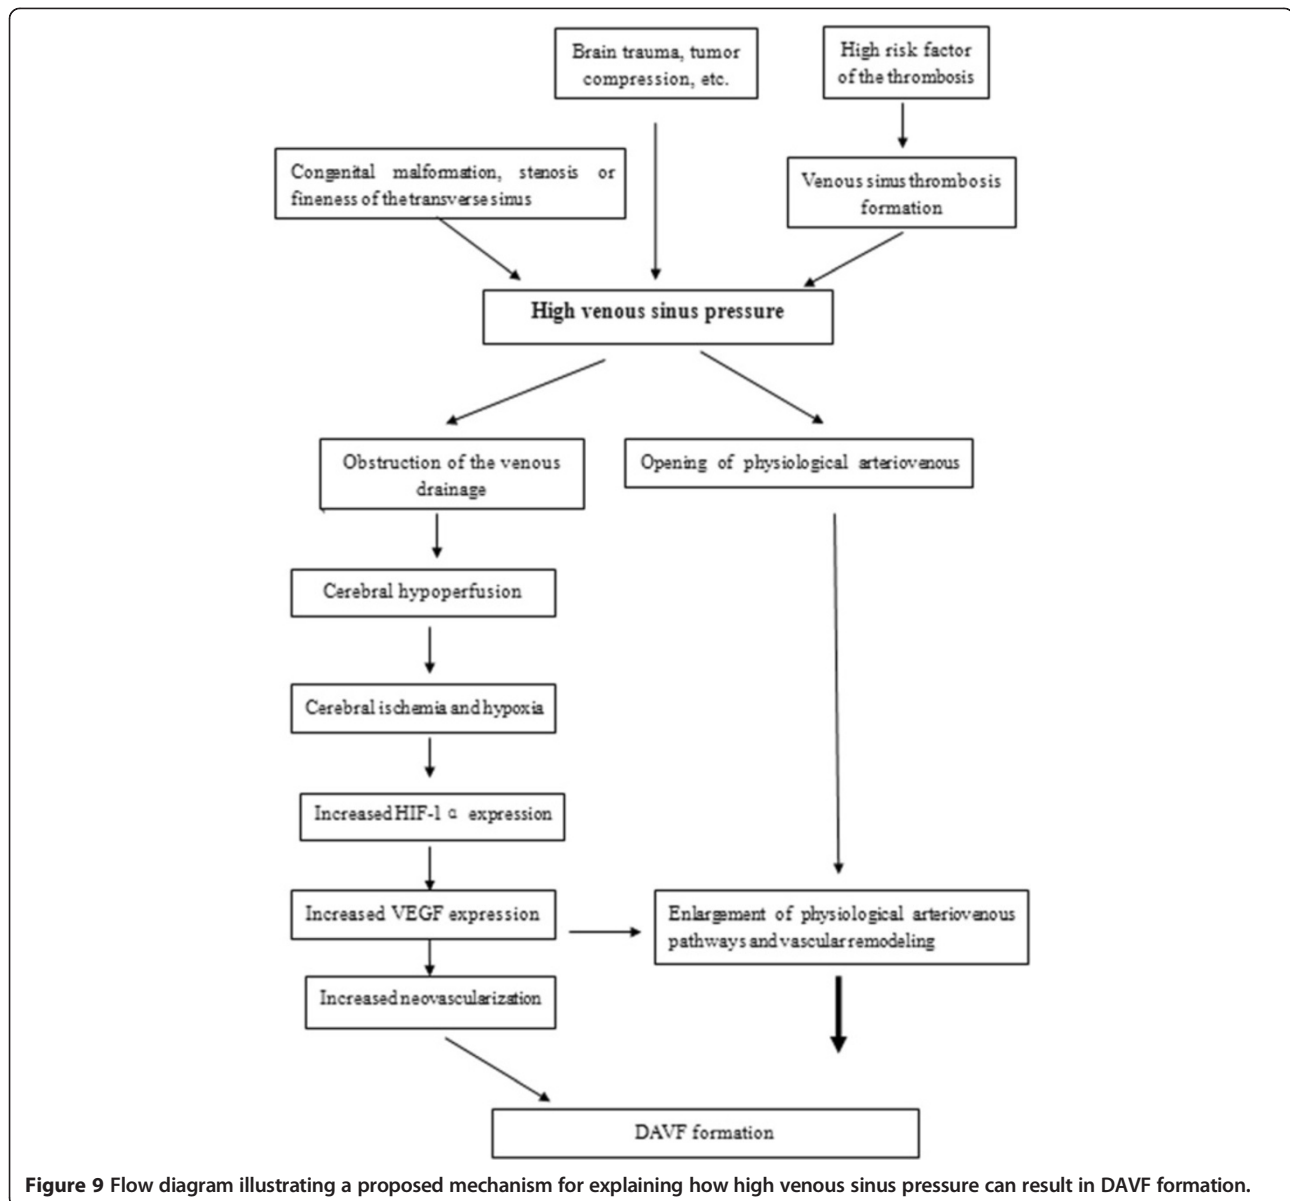 Brain trauma, tumor
compression, etc.
High risk factor
of the thrombosis
Congenital malformation, stenosis or
fineness of the transverse sinus
Venous sinus thrombosis
formation
High venous sinus pressure
Obstruction of the venous
drainage
Opening of physiological arteriovenous
Cerebral hypoperfusion
Cerebral ischemia and hypoxia
Increased HIF-1 α expression
Increased VEGF expression
Enlargement of physiological arteriovenous
pathways and vascular remodeling
Increased neovascularization
DAVF formation
Figure 9 Flow diagram illustrating a proposed mechanism for explaining how high venous sinus pressure can result in DAVF formation.